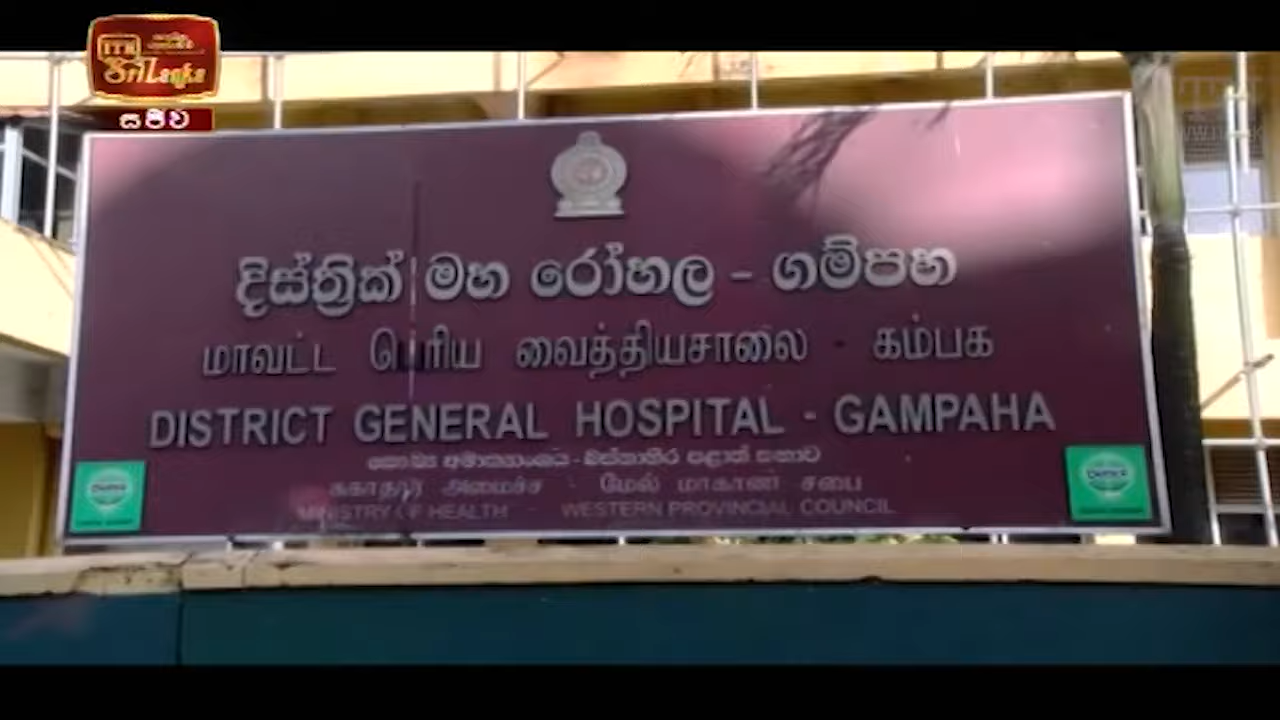 ITN
Sri Lanka
සජීව
දිස්ත්‍රික් මහ රෝහල - ගම්පහ
மாவட்ட பெரிய வைத்தியசாலை - கம்பக
DISTRICT GENERAL HOSPITAL - GAMPAHA
සෞඛ්‍ය අමාත්‍යාංශය - බස්නාහිර පළාත් සභාව
சுகாதார அமைச்சு - மேல் மாகாண சபை
MINISTRY OF HEALTH - WESTERN PROVINCIAL COUNCIL